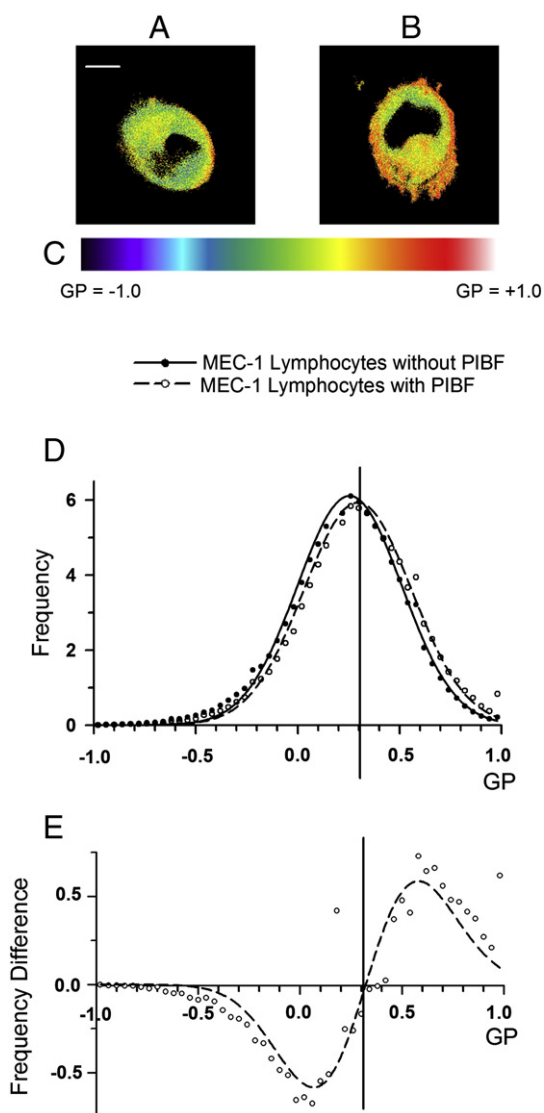 A B
C
GP = -1.0 GP = +1.0
MEC-1 Lymphocytes without PIBF
MEC-1 Lymphocytes with PIBF
D
6
4
2
0
Frequency
-1.0 -0.5 0.0 0.5 1.0
GP
E
0.5
0.0
-0.5
Frequency Difference
-1.0 -0.5 0.0 0.5 1.0
GP